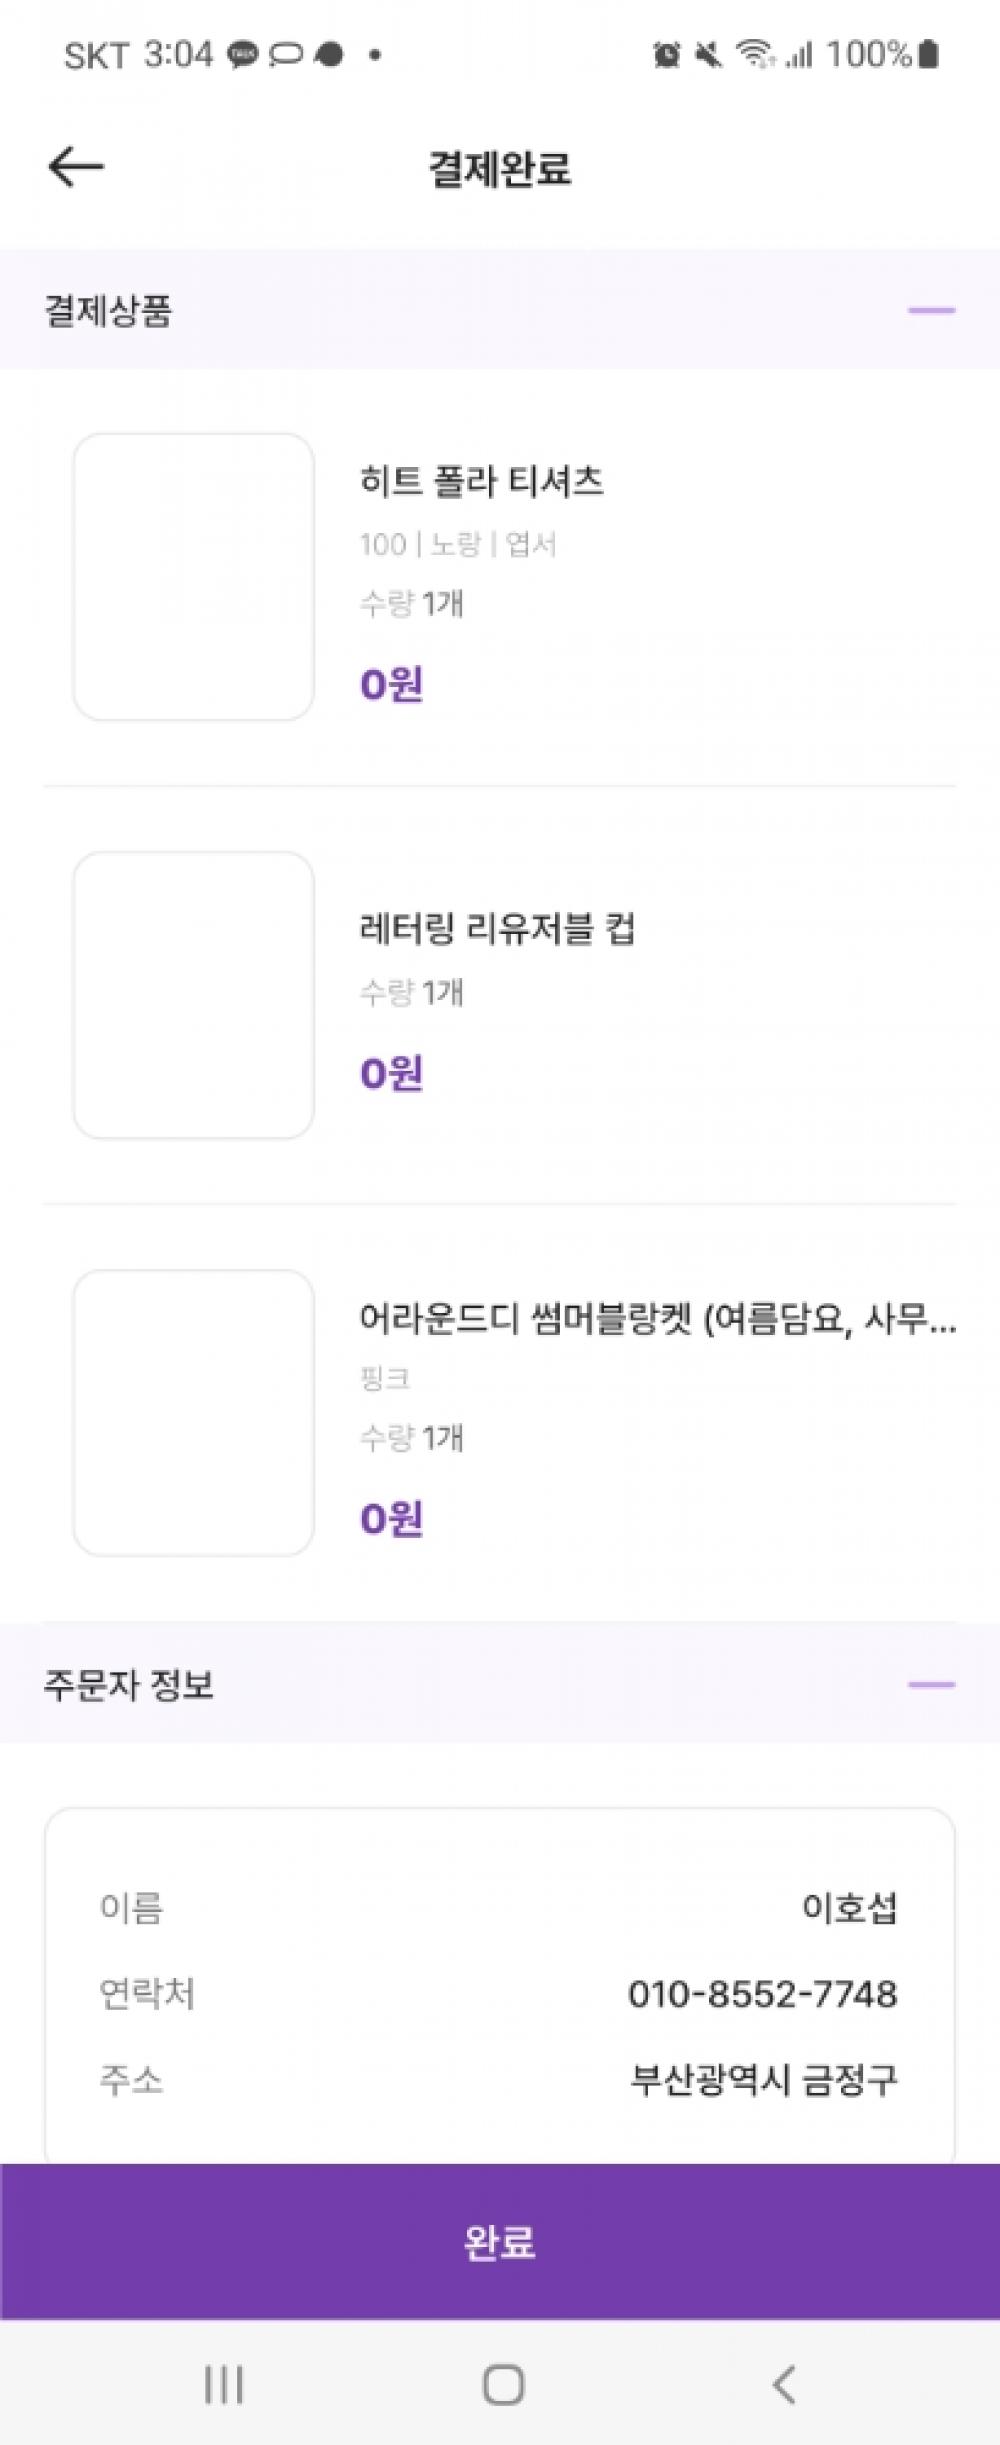 SKT 3:04 TALK 100%
결제완료
결제상품
히트 폴라 티셔츠
100 | 노랑 | 엽서
수량 1개
0원
레터링 리유저블 컵
수량 1개
0원
어라운드디 썸머블랑켓 (여름담요, 사무...
핑크
수량 1개
0원
주문자 정보
이름 이호섭
연락처 010-8552-7748
주소 부산광역시 금정구
완료